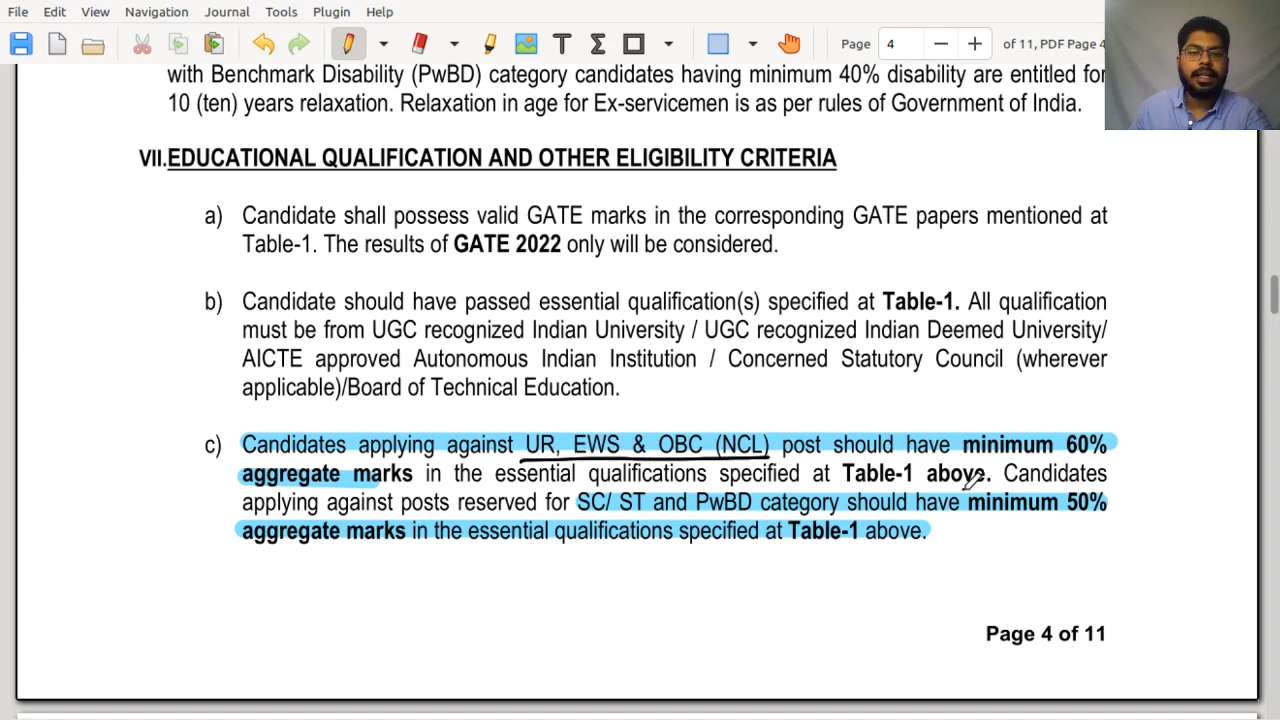 File Edit View Navigation Journal Tools Plugin Help
Page 4 of 11, PDF Page 4
with Benchmark Disability (PwBD) category candidates having minimum 40% disability are entitled for
10 (ten) years relaxation. Relaxation in age for Ex-servicemen is as per rules of Government of India.
VII. EDUCATIONAL QUALIFICATION AND OTHER ELIGIBILITY CRITERIA
a) Candidate shall possess valid GATE marks in the corresponding GATE papers mentioned at
Table-1. The results of GATE 2022 only will be considered.
b) Candidate should have passed essential qualification(s) specified at Table-1. All qualification
must be from UGC recognized Indian University / UGC recognized Indian Deemed University/
AICTE approved Autonomous Indian Institution / Concerned Statutory Council (wherever
applicable)/Board of Technical Education.
c) Candidates applying against UR, EWS & OBC (NCL) post should have minimum 60%
aggregate marks in the essential qualifications specified at Table-1 above. Candidates
applying against posts reserved for SC/ ST and PwBD category should have minimum 50%
aggregate marks in the essential qualifications specified at Table-1 above.
Page 4 of 11